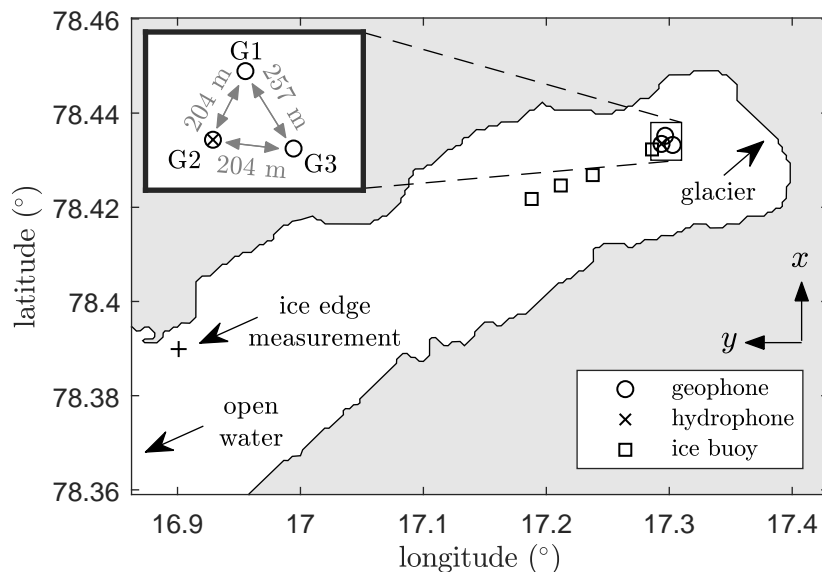 78.46
78.44
78.42
78.4
78.38
78.36
latitude (°)
G1
204 m
257 m
G2
G3
204 m
glacier
ice edge
measurement
open
water
x
y
geophone
hydrophone
ice buoy
16.9
17
17.1
17.2
17.3
17.4
longitude (°)